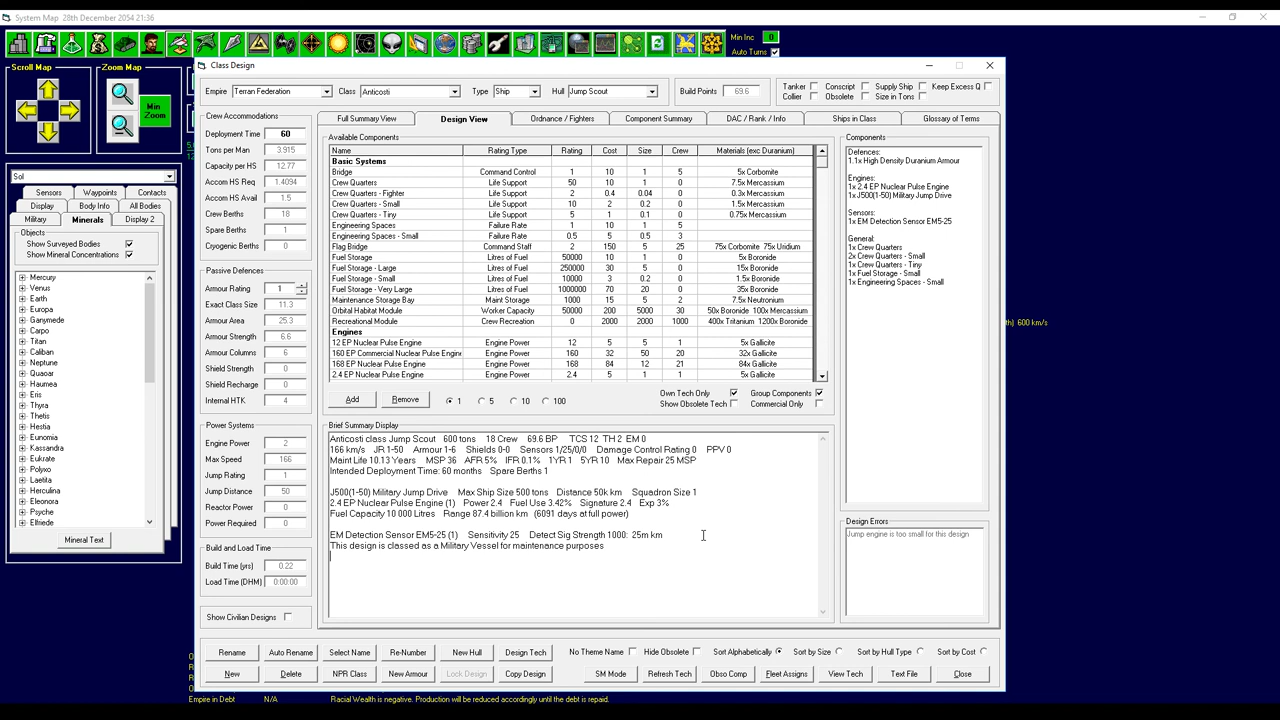 System Map 28th December 2054 21:36
Min Inc 0
Auto Turns
Scroll Map
Zoom Map
Min Zoom
Sol
Sensors Waypoints Contacts
Display Body Info All Bodies
Military Minerals Display 2
Objects
Show Surveyed Bodies
Show Mineral Concentrations
Mercury
Venus
Earth
Europa
Ganymede
Carpo
Titan
Caliban
Neptune
Quaoar
Haumea
Eris
Thyra
Thetis
Hestia
Eunomia
Kassandra
Euterpe
Polyxo
Laetita
Herculina
Eleonora
Psyche
Elfriede
Mineral Text
Class Design
Empire Terran Federation Class Anticosti Type Ship Hull Jump Scout Build Points 69.6
Tanker Conscript Supply Ship Keep Excess Q
Collier Obsolete Size in Tons
Crew Accommodations
Deployment Time 60
Tons per Man 3.915
Capacity per HS 12.77
Accom HS Req 1.4094
Accom HS Avail 1.5
Crew Berths 18
Spare Berths 1
Cryogenic Berths 0
Passive Defences
Armour Rating 1
Exact Class Size 11.3
Armour Area 25.3
Armour Strength 6.6
Armour Columns 6
Shield Strength 0
Shield Recharge 0
Internal HTK 4
Power Systems
Engine Power 2
Max Speed 166
Jump Rating 1
Jump Distance 50
Reactor Power 0
Power Required 0
Build and Load Time
Build Time (yrs) 0.22
Load Time (DHM) 0:00:00
Show Civilian Designs
Full Summary View Design View Ordnance / Fighters Component Summary DAC / Rank / Info Ships in Class Glossary of Terms
Available Components
Name Rating Type Rating Cost Size Crew Materials (exc Duranium)
Basic Systems
Bridge Command Control 1 10 1 5 5x Corbomite
Crew Quarters Life Support 50 10 1 0 7.5x Mercassium
Crew Quarters - Fighter Life Support 2 0.4 0.04 0 0.3x Mercassium
Crew Quarters - Small Life Support 10 2 0.2 0 1.5x Mercassium
Crew Quarters - Tiny Life Support 5 1 0.1 0 0.75x Mercassium
Engineering Spaces Failure Rate 1 10 1 5
Engineering Spaces - Small Failure Rate 0.5 5 0.5 3
Flag Bridge Command Staff 2 150 5 25 75x Corbomite 75x Uridium
Fuel Storage Litres of Fuel 50000 10 1 0 5x Boronide
Fuel Storage - Large Litres of Fuel 250000 30 5 0 15x Boronide
Fuel Storage - Small Litres of Fuel 10000 3 0.2 0 1.5x Boronide
Fuel Storage - Very Large Litres of Fuel 1000000 70 20 0 35x Boronide
Maintenance Storage Bay Maint Storage 1000 15 5 2 7.5x Neutronium
Orbital Habitat Module Worker Capacity 50000 200 5000 30 50x Boronide 100x Mercassium
Recreational Module Crew Recreation 0 2000 2000 1000 400x Tritanium 1200x Boronide
Engines
12 EP Nuclear Pulse Engine Engine Power 12 5 5 1 5x Gallicite
160 EP Commercial Nuclear Pulse Engine Engine Power 160 32 50 20 32x Gallicite
168 EP Nuclear Pulse Engine Engine Power 168 84 12 21 84x Gallicite
2.4 EP Nuclear Pulse Engine Engine Power 2.4 5 1 1 5x Gallicite
Add Remove 1 5 10 100
Own Tech Only Group Components
Show Obsolete Tech Commercial Only
Brief Summary Display
Anticosti class Jump Scout 600 tons 18 Crew 69.6 BP TCS 12 TH 2 EM 0
166 km/s JR 1-50 Armour 1-6 Shields 0-0 Sensors 1/25/0/0 Damage Control Rating 0 PPV 0
Maint Life 10.13 Years MSP 36 AFR 5% IFR 0.1% 1YR 1 5YR 10 Max Repair 25 MSP
Intended Deployment Time: 60 months Spare Berths 1
J500(1-50) Military Jump Drive Max Ship Size 500 tons Distance 50k km Squadron Size 1
2.4 EP Nuclear Pulse Engine (1) Power 2.4 Fuel Use 3.42% Signature 2.4 Exp 3%
Fuel Capacity 10 000 Litres Range 87.4 billion km (6091 days at full power)
EM Detection Sensor EM5-25 (1) Sensitivity 25 Detect Sig Strength 1000: 25m km
This design is classed as a Military Vessel for maintenance purposes
Components
Defences:
1.1x High Density Duranium Armour
Engines:
1x 2.4 EP Nuclear Pulse Engine
1x J500(1-50) Military Jump Drive
Sensors:
1x EM Detection Sensor EM5-25
General:
1x Crew Quarters
2x Crew Quarters - Small
1x Crew Quarters - Tiny
1x Fuel Storage - Small
1x Engineering Spaces - Small
Design Errors
Jump engine is too small for this design
th) 600 km/s
Rename Auto Rename Select Name Re-Number New Hull Design Tech No Theme Name Hide Obsolete Sort Alphabetically Sort by Size Sort by Hull Type Sort by Cost
New Delete NPR Class New Armour Lock Design Copy Design SM Mode Refresh Tech Obso Comp Fleet Assigns View Tech Text File Close
Empire in Debt N/A Racial Wealth is negative. Production will be reduced accordingly until the debt is repaid.